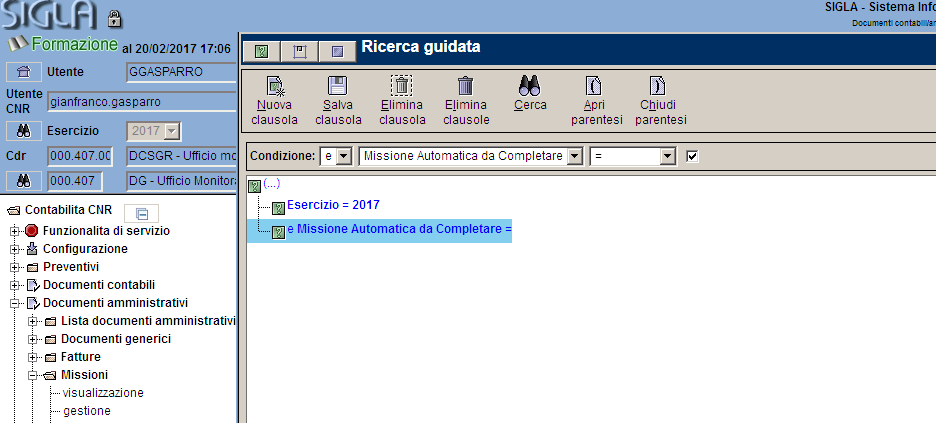 SIGLA
SIGLA - Sistema Info
Documenti contabili/am
Formazione al 20/02/2017 17:06
Utente GGASPARRO
Utente CNR gianfranco.gasparro
Esercizio 2017
Cdr 000.407.00 DCSGR - Ufficio mo
000.407 DG - Ufficio Monitora
Contabilita CNR
Funzionalita di servizio
Configurazione
Preventivi
Documenti contabili
Documenti amministrativi
Lista documenti amministrativi
Documenti generici
Fatture
Missioni
visualizzazione
gestione
Ricerca guidata
Nuova clausola
Salva clausola
Elimina clausola
Elimina clausole
Cerca
Apri parentesi
Chiudi parentesi
Condizione: e Missione Automatica da Completare =
(...)
Esercizio = 2017
e Missione Automatica da Completare =